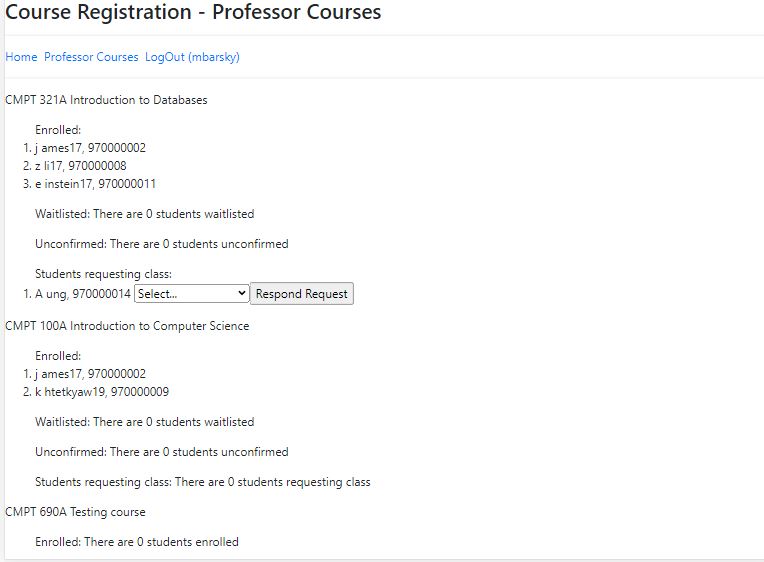 Course Registration - Professor Courses
Home Professor Courses LogOut (mbarsky)
CMPT 321A Introduction to Databases
Enrolled:
1. j ames17, 970000002
2. z li17, 970000008
3. e instein17, 970000011
Waitlisted: There are 0 students waitlisted
Unconfirmed: There are 0 students unconfirmed
Students requesting class:
1. A ung, 970000014 Select... Respond Request
CMPT 100A Introduction to Computer Science
Enrolled:
1. j ames17, 970000002
2. k htetkyaw19, 970000009
Waitlisted: There are 0 students waitlisted
Unconfirmed: There are 0 students unconfirmed
Students requesting class: There are 0 students requesting class
CMPT 690A Testing course
Enrolled: There are 0 students enrolled